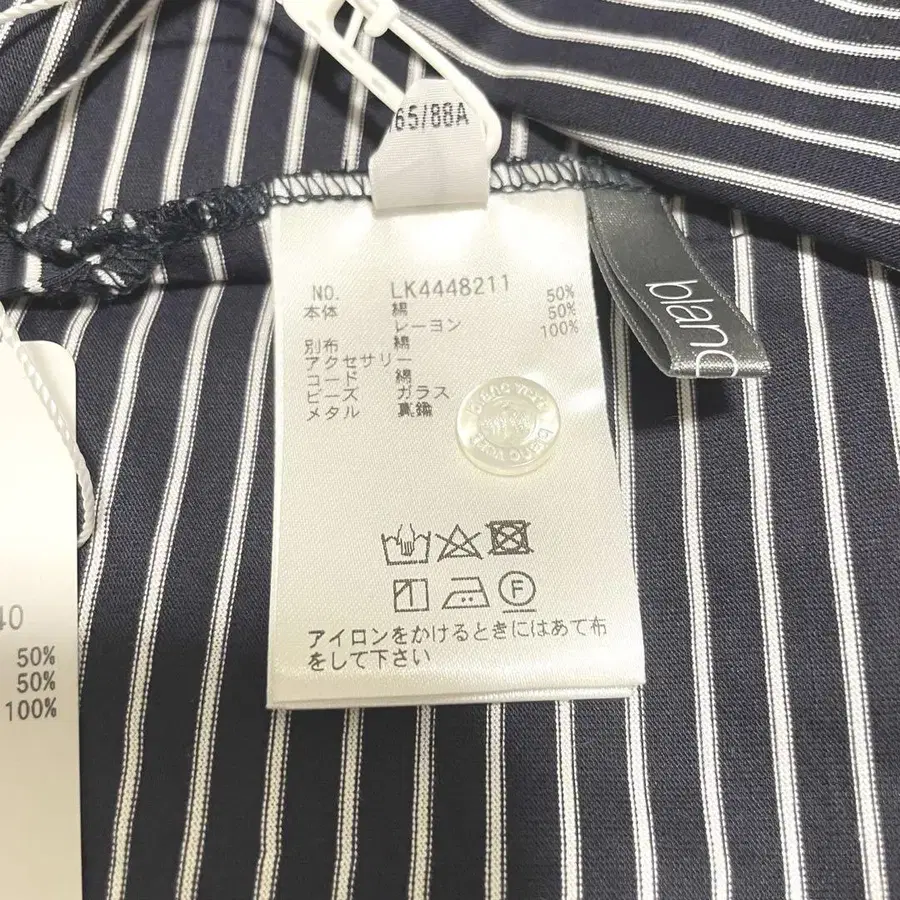 65/88A
NO. LK4448211
本体 綿 50%
レーヨン 50%
別布 綿 100%
アクセサリー
コード 綿
ビーズ ガラス
メタル 真鍮
F
アイロンをかけるときにはあて布
をして下さい
blanc
40
50%
50%
100%